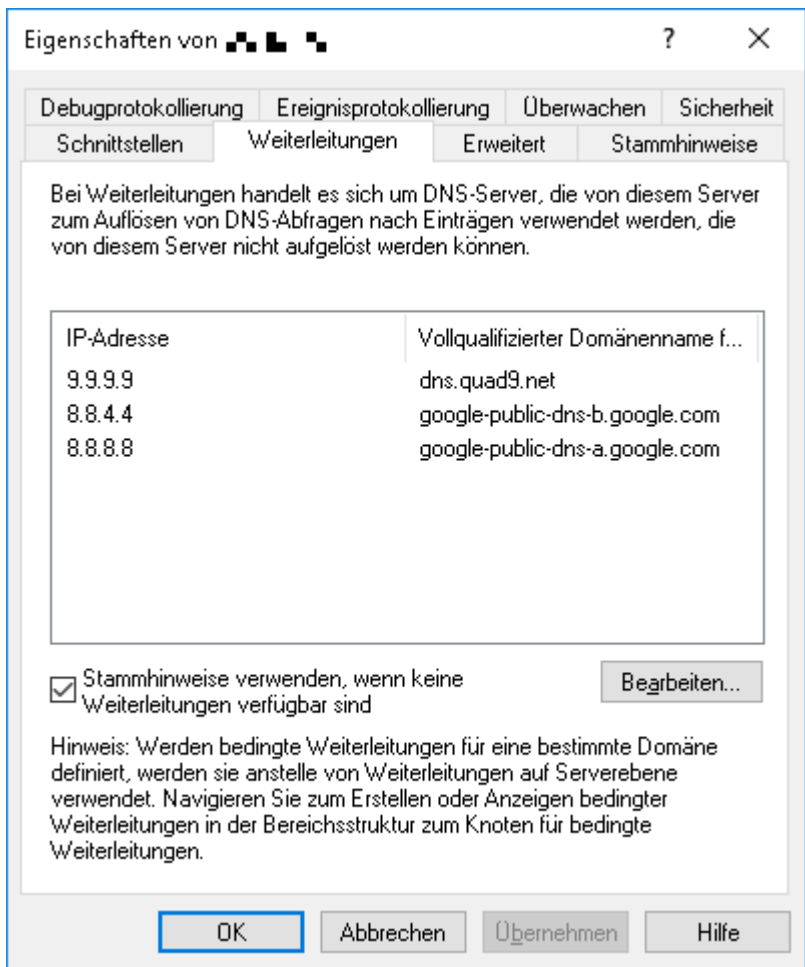 Eigenschaften von
Debugprotokollierung Ereignisprotokollierung Überwachen Sicherheit
Schnittstellen Weiterleitungen Erweitert Stammhinweise
Bei Weiterleitungen handelt es sich um DNS-Server, die von diesem Server
zum Auflösen von DNS-Abfragen nach Einträgen verwendet werden, die
von diesem Server nicht aufgelöst werden können.
IP-Adresse Vollqualifizierter Domänenname f...
9.9.9.9 dns.quad9.net
8.8.4.4 google-public-dns-b.google.com
8.8.8.8 google-public-dns-a.google.com
Stammhinweise verwenden, wenn keine
Weiterleitungen verfügbar sind
Bearbeiten...
Hinweis: Werden bedingte Weiterleitungen für eine bestimmte Domäne
definiert, werden sie anstelle von Weiterleitungen auf Serverebene
verwendet. Navigieren Sie zum Erstellen oder Anzeigen bedingter
Weiterleitungen in der Bereichsstruktur zum Knoten für bedingte
Weiterleitungen.
OK Abbrechen Übernehmen Hilfe